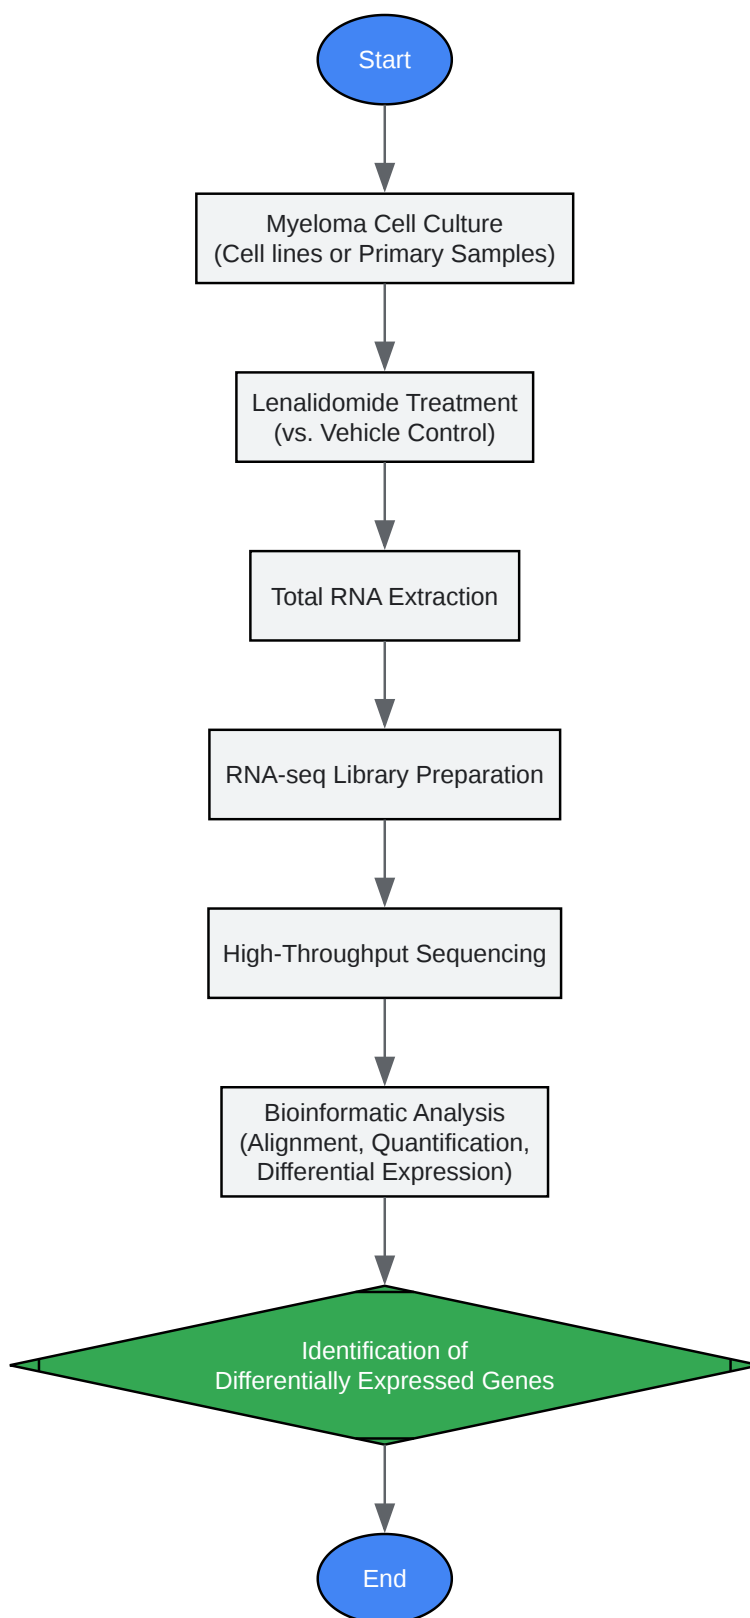 Start
Myeloma Cell Culture
(Cell lines or Primary Samples)
Lenalidomide Treatment
(vs. Vehicle Control)
Total RNA Extraction
RNA-seq Library Preparation
High-Throughput Sequencing
Bioinformatic Analysis
(Alignment, Quantification,
Differential Expression)
Identification of
Differentially Expressed Genes
End